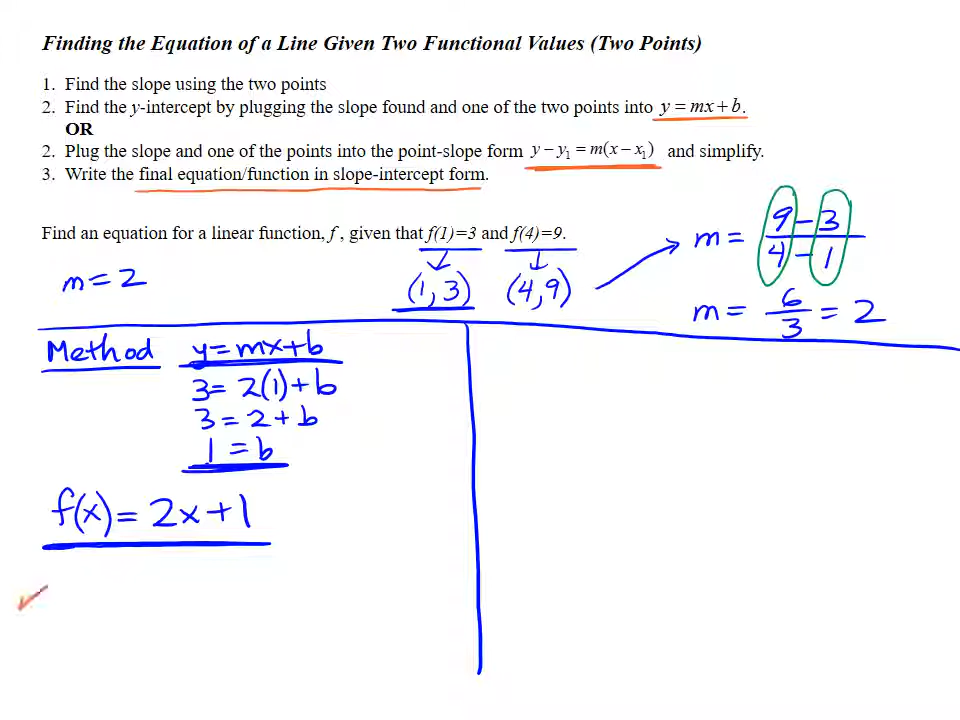 Finding the Equation of a Line Given Two Functional Values (Two Points)
1. Find the slope using the two points
2. Find the y-intercept by plugging the slope found and one of the two points into y = mx + b.
OR
2. Plug the slope and one of the points into the point-slope form y − y₁ = m(x − x₁) and simplify.
3. Write the final equation/function in slope-intercept form.
Find an equation for a linear function, f , given that f(1)=3 and f(4)=9.
m = 2
(1, 3) (4, 9)
m = 9 − 3
4 − 1
m = 6/3 = 2
Method y = mx + b
3 = 2(1) + b
3 = 2 + b
1 = b
f(x) = 2x + 1